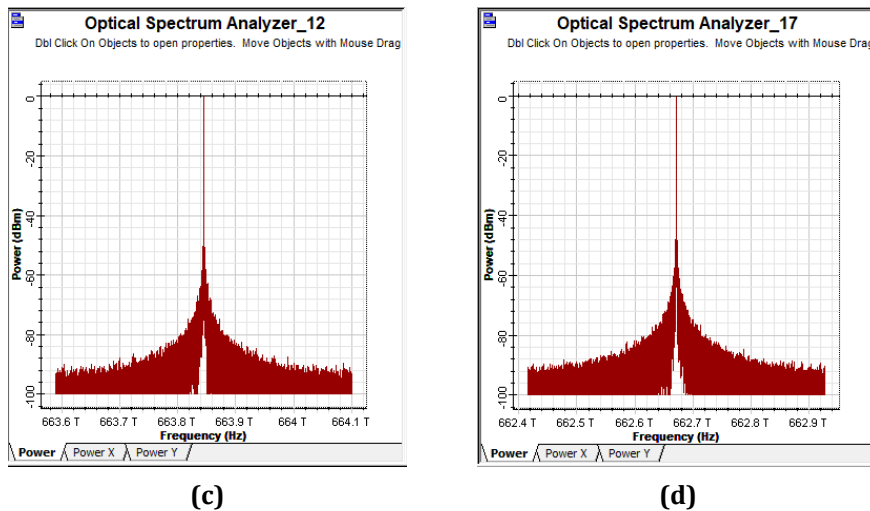 Optical Spectrum Analyzer_12
Dbl Click On Objects to open properties. Move Objects with Mouse Drag
Power (dBm)
0
-20
-40
-60
-80
-100
663.6 T 663.7 T 663.8 T 663.9 T 664 T 664.1 T
Frequency (Hz)
Power Power X Power Y
(c)
Optical Spectrum Analyzer_17
Dbl Click On Objects to open properties. Move Objects with Mouse Drag
Power (dBm)
0
-20
-40
-60
-80
-100
662.4 T 662.5 T 662.6 T 662.7 T 662.8 T 662.9 T
Frequency (Hz)
Power Power X Power Y
(d)